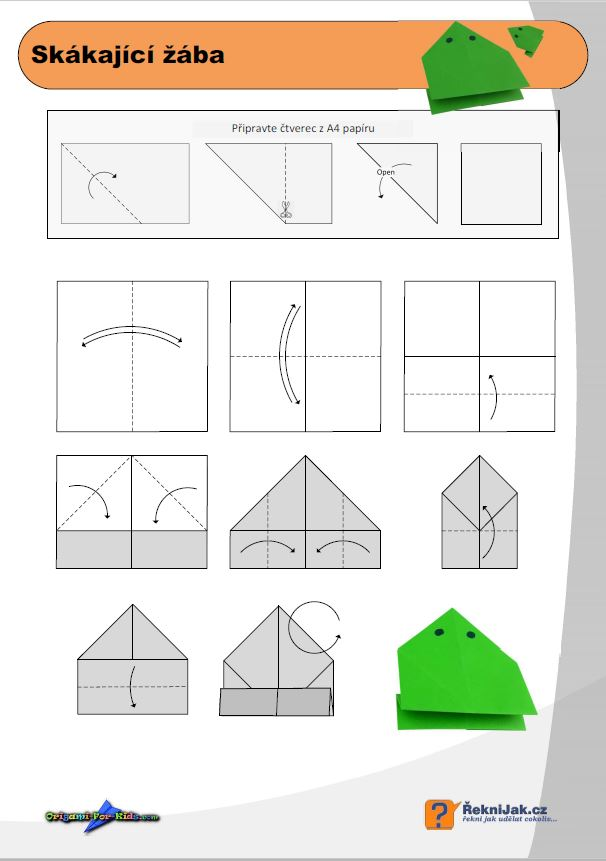 Skákající žába
Připravte čtverec z A4 papíru
Open
Origami-For-Kids.com
?
ŘekniJak.cz
řekni jak udělat cokoliv...